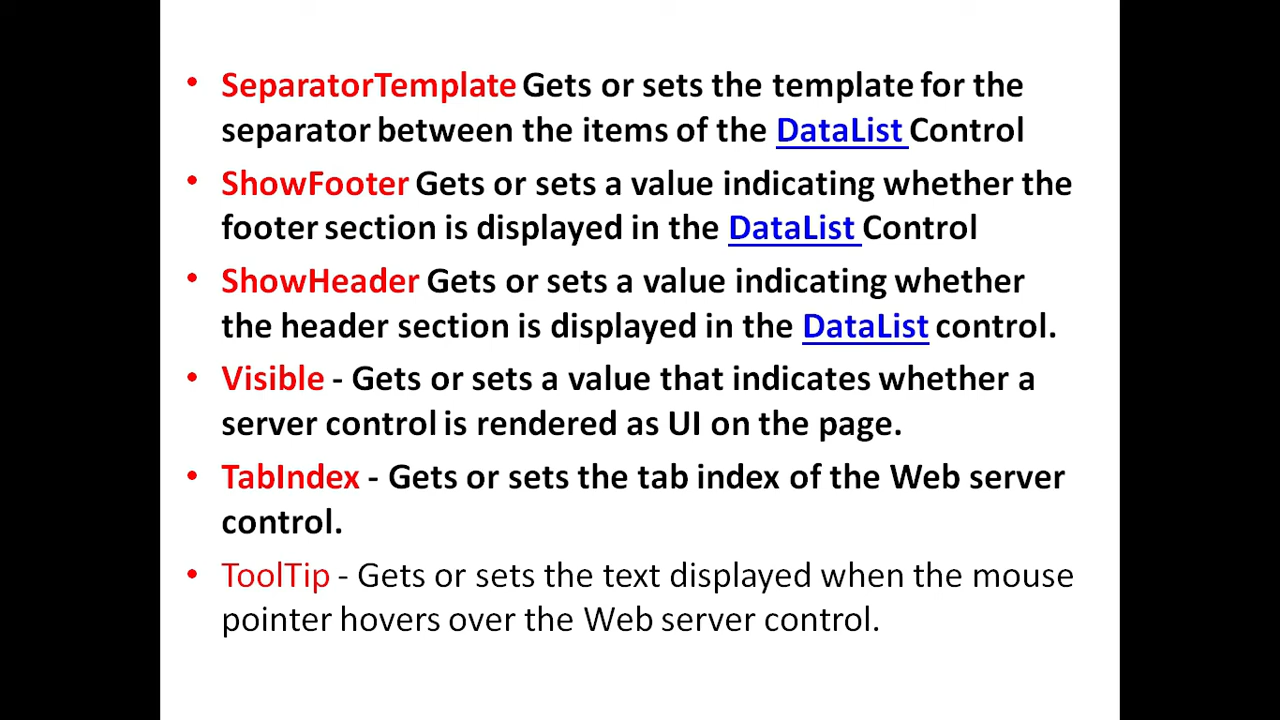 • SeparatorTemplate Gets or sets the template for the
separator between the items of the DataList Control
• ShowFooter Gets or sets a value indicating whether the
footer section is displayed in the DataList Control
• ShowHeader Gets or sets a value indicating whether
the header section is displayed in the DataList control.
• Visible - Gets or sets a value that indicates whether a
server control is rendered as UI on the page.
• TabIndex - Gets or sets the tab index of the Web server
control.
• ToolTip - Gets or sets the text displayed when the mouse
pointer hovers over the Web server control.